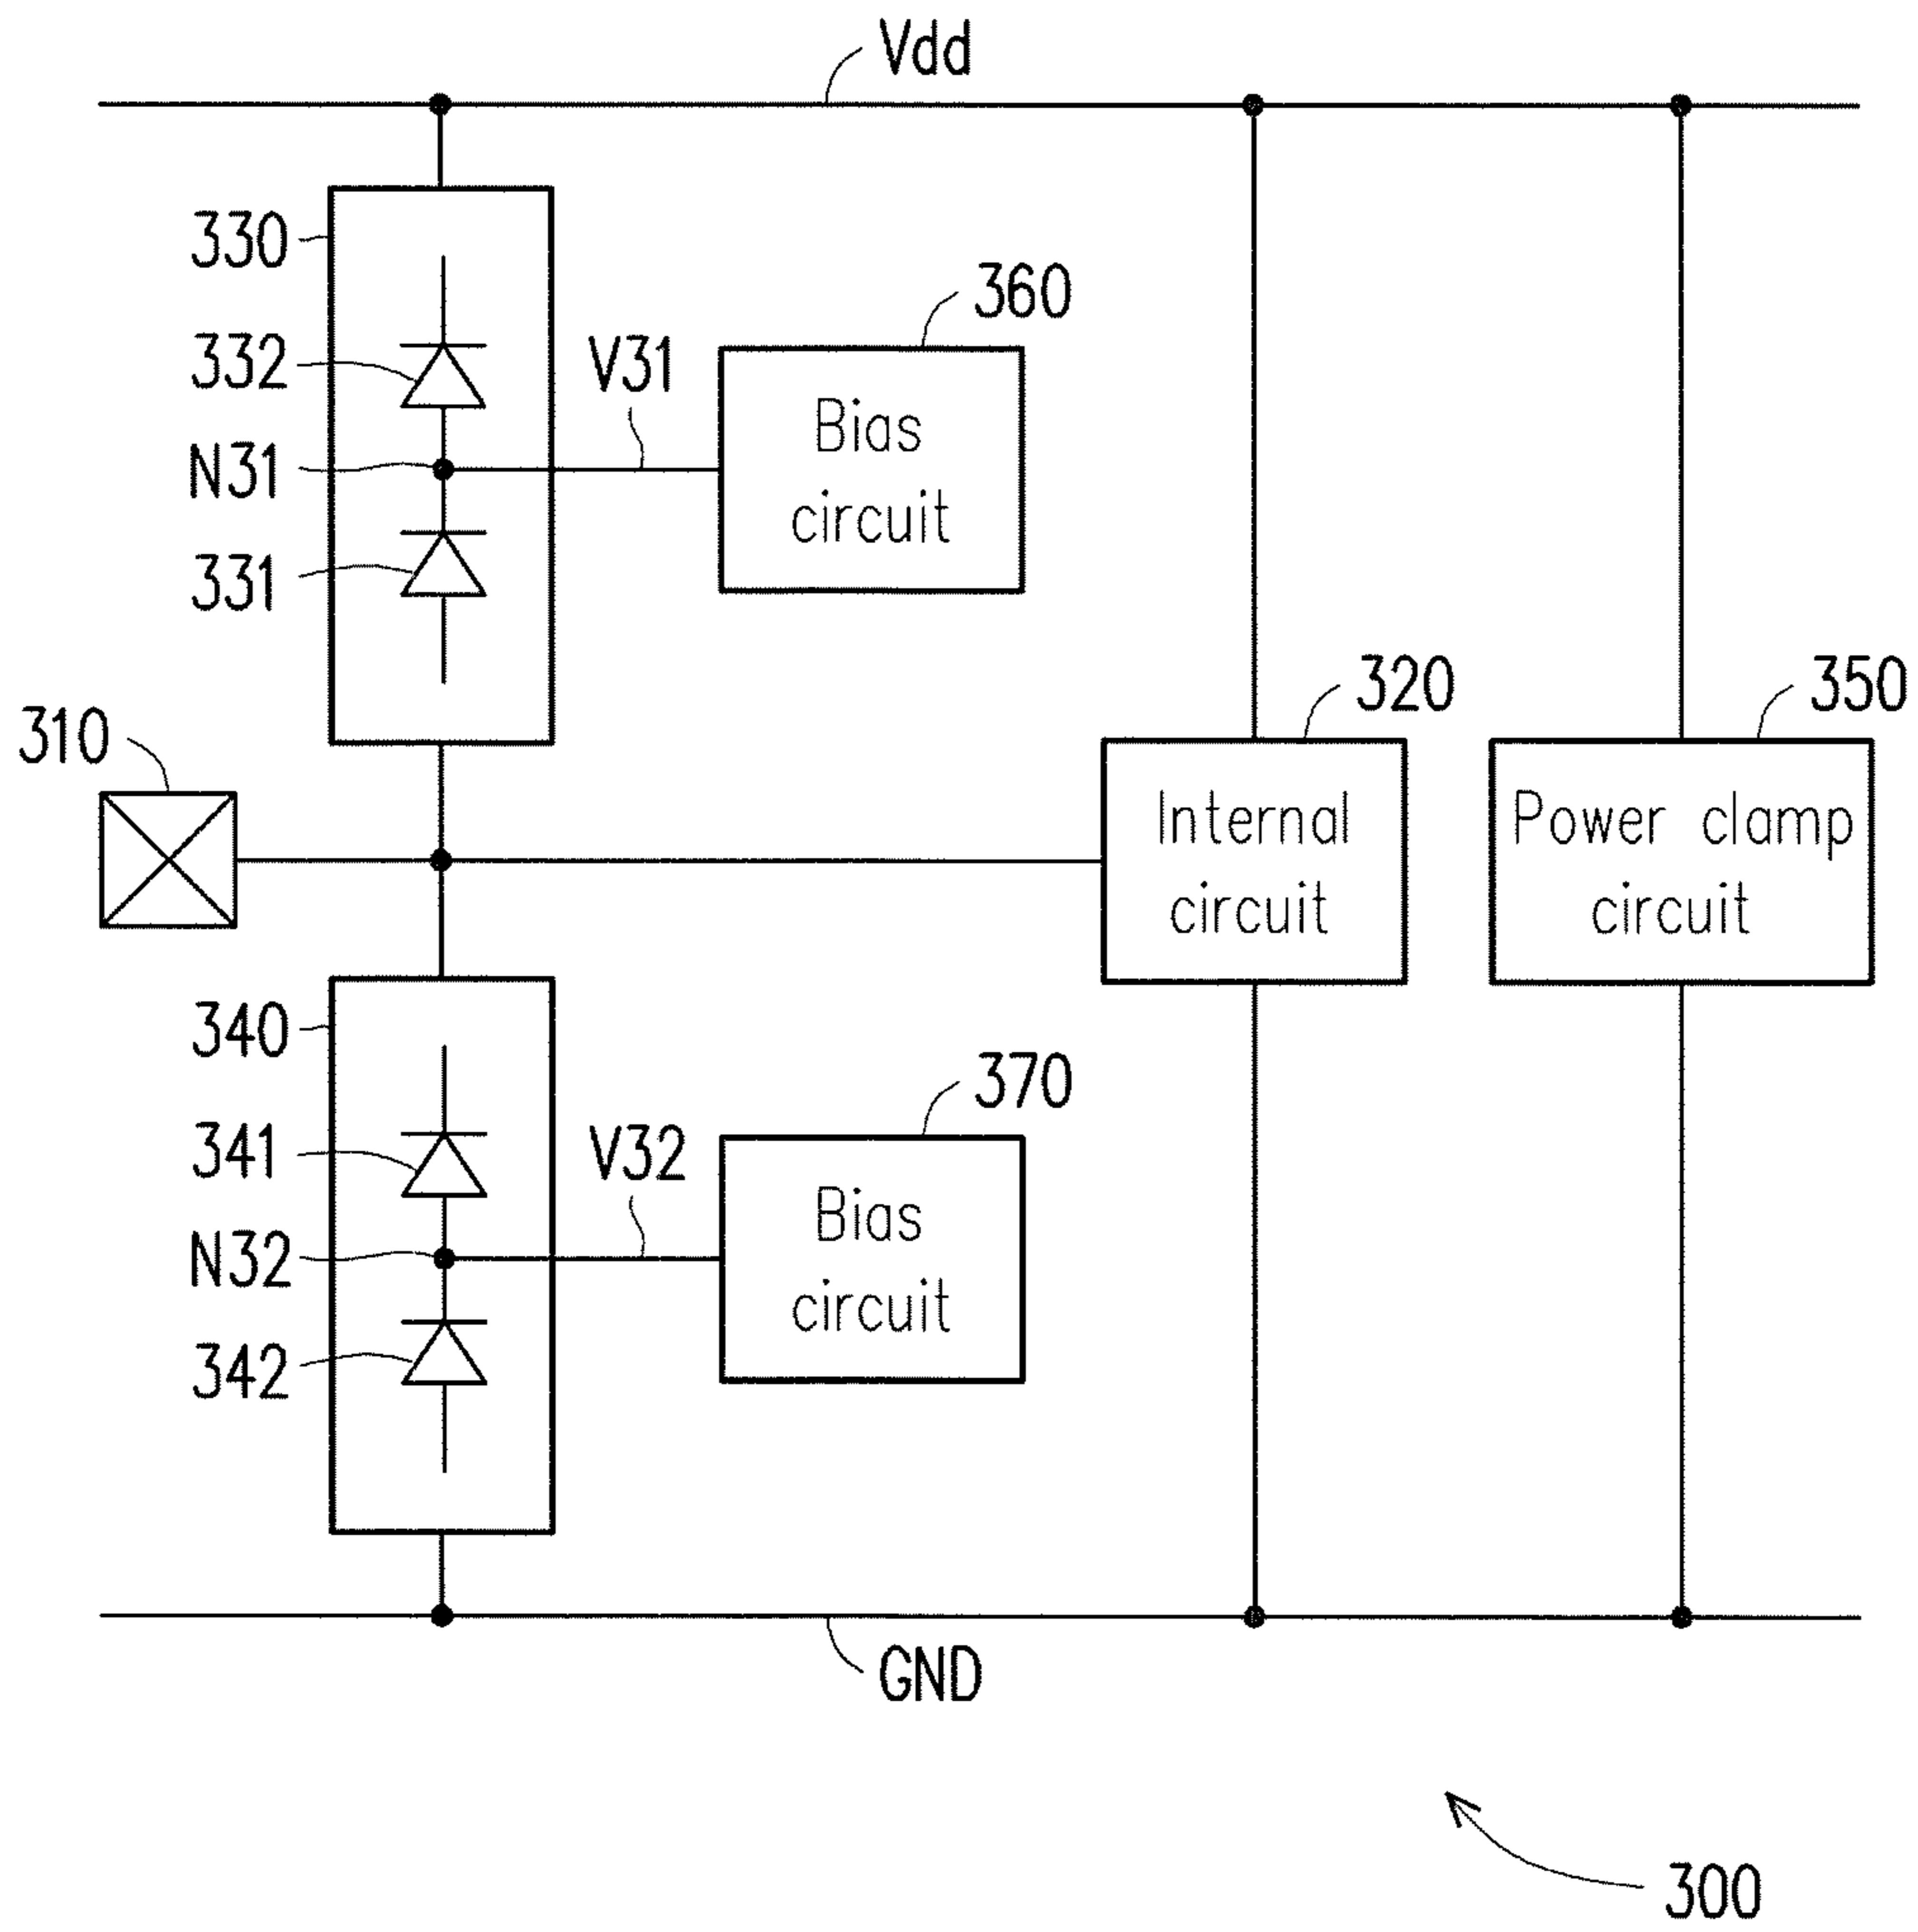 Vdd
330
360
332
V31
Bias
circuit
N31
331
310
320
350
Internal
circuit
Power clamp
circuit
340
370
341
V32
Bias
circuit
N32
342
GND
300